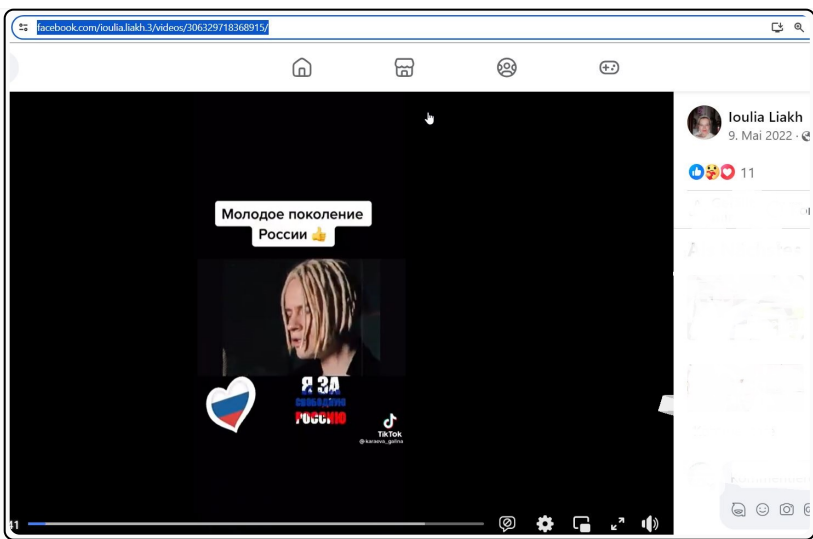 facebook.com/ioulia.liakh.3/videos/306329718368915/
Ioulia Liakh
9. Mai 2022 ·
11
Молодое поколение
России 👍
Я ЗА
СВОБОДНУЮ
РОССИЮ
TikTok
@karaeva_galina
41